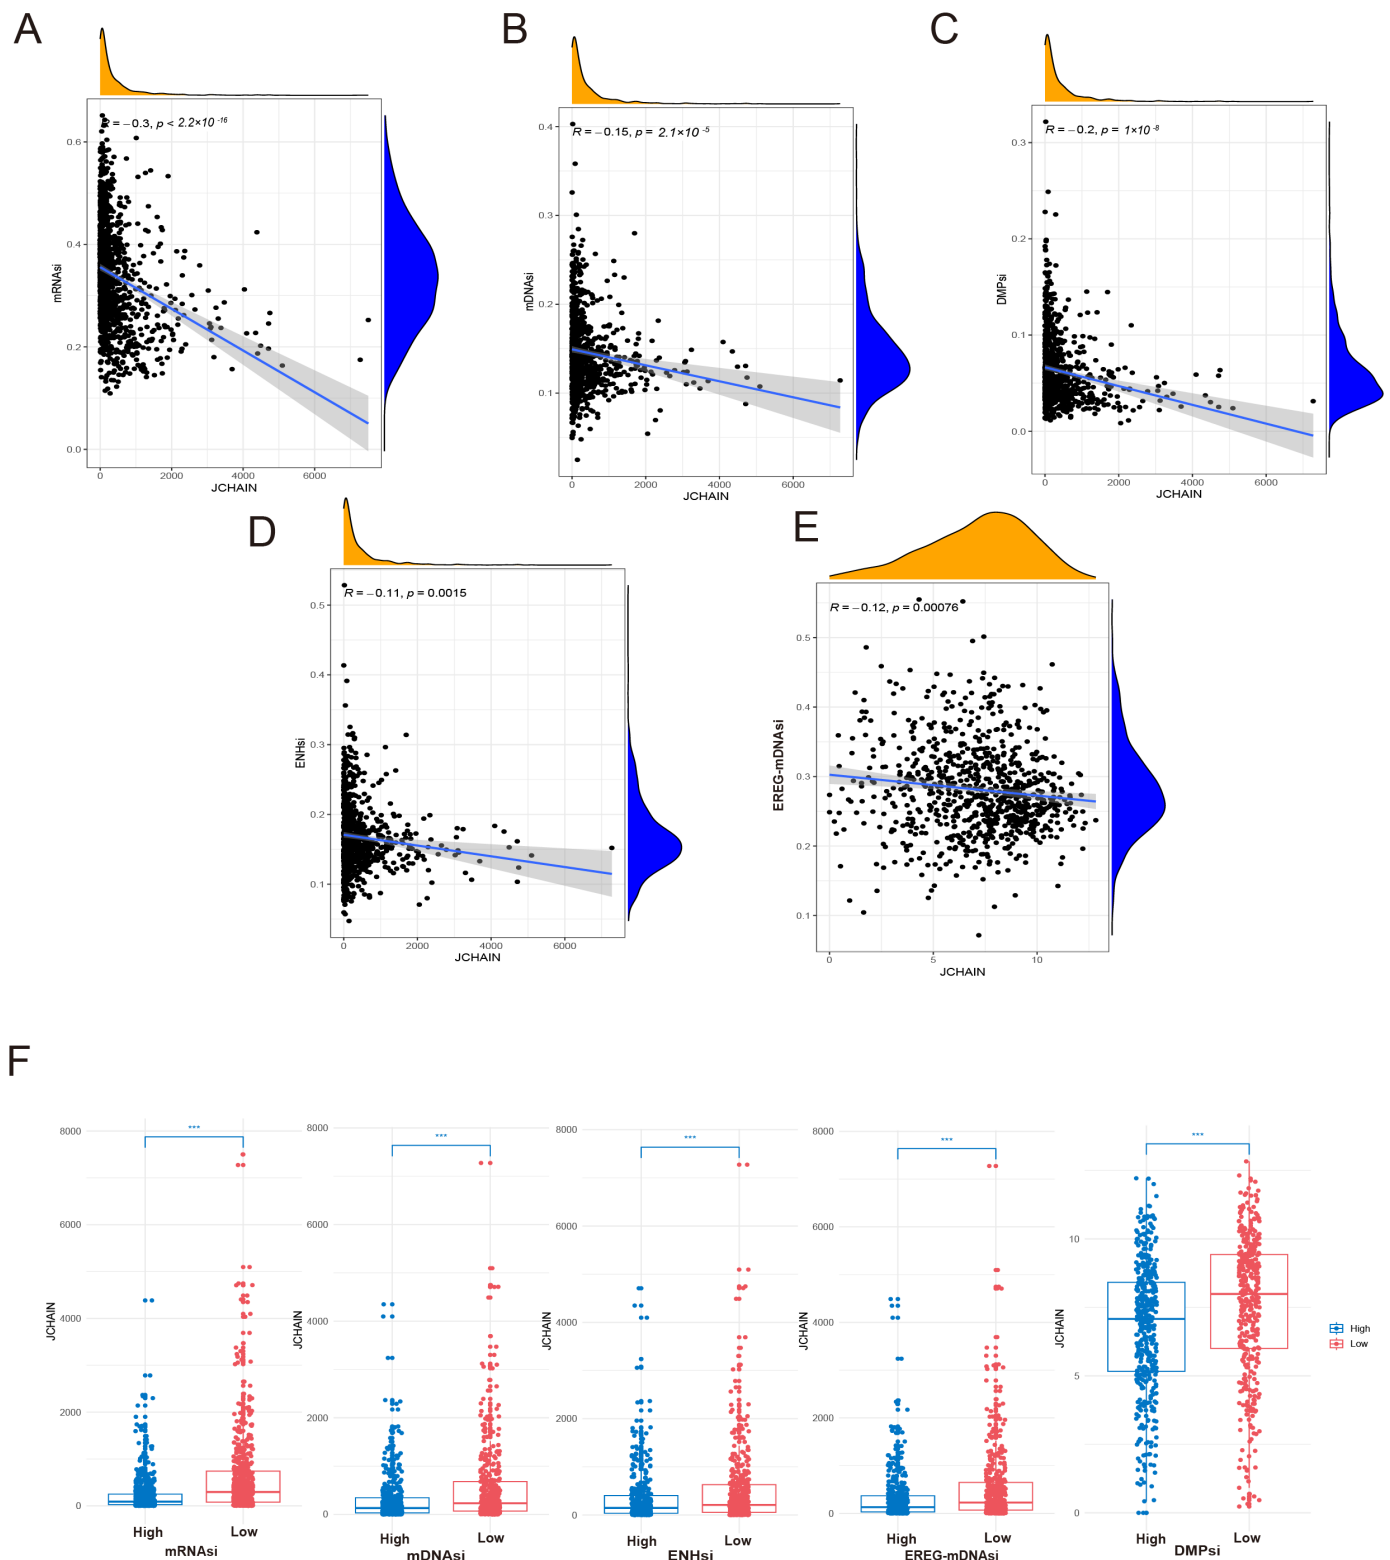 A
B
C
R = −0.3, p < 2.2×10 -16
R = −0.15, p = 2.1×10 -5
R = −0.2, p = 1×10 -8
mRNAsi
0.6
0.4
0.2
0.0
0 2000 4000 6000
JCHAIN
mDNAsi
0.4
0.3
0.2
0.1
0 2000 4000 6000
JCHAIN
DMPsi
0.3
0.2
0.1
0.0
0 2000 4000 6000
JCHAIN
D
R = −0.11, p = 0.0015
ENHsi
0.5
0.4
0.3
0.2
0.1
0 2000 4000 6000
JCHAIN
E
R = −0.12, p = 0.00076
EREG-mDNAsi
0.5
0.4
0.3
0.2
0.1
0 5 10
JCHAIN
F
JCHAIN
8000
6000
4000
2000
0
***
High Low
mRNAsi
JCHAIN
8000
6000
4000
2000
0
***
High Low
mDNAsi
JCHAIN
8000
6000
4000
2000
0
***
High Low
ENHsi
JCHAIN
8000
6000
4000
2000
0
***
High Low
EREG-mDNAsi
JCHAIN
10
5
0
***
High Low
DMPsi
High
Low